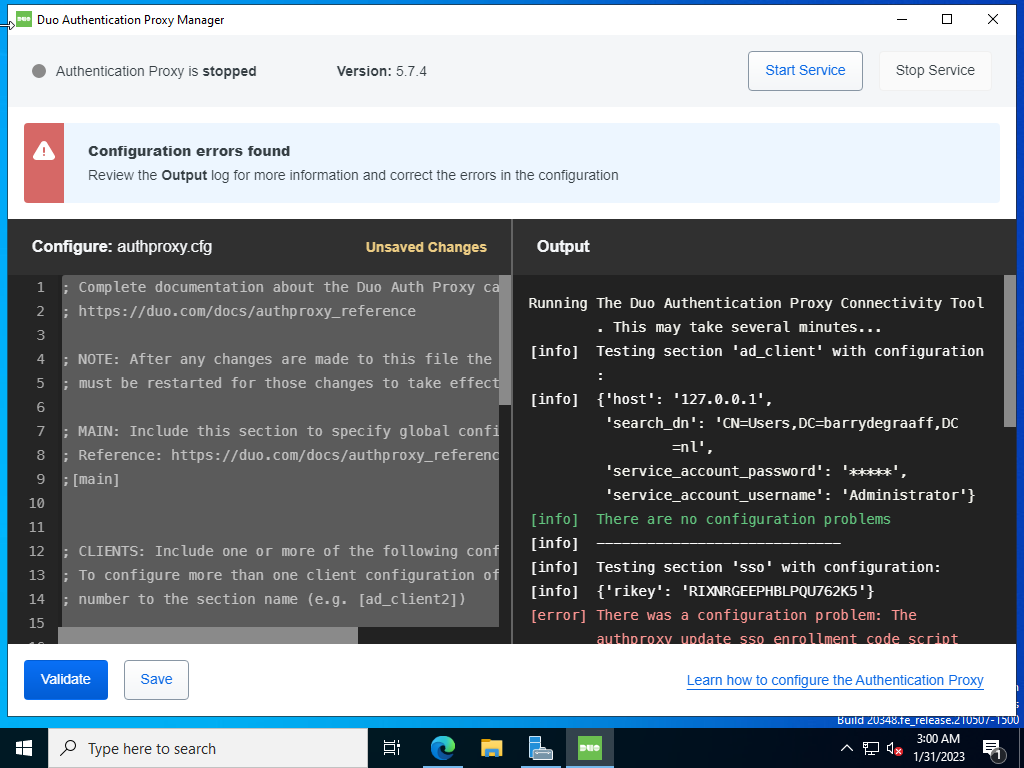 Duo Authentication Proxy Manager
Authentication Proxy is stopped
Version: 5.7.4
Start Service
Stop Service
Configuration errors found
Review the Output log for more information and correct the errors in the configuration
Configure: authproxy.cfg
Unsaved Changes
1 ; Complete documentation about the Duo Auth Proxy ca
2 ; https://duo.com/docs/authproxy_reference
3
4 ; NOTE: After any changes are made to this file the
5 ; must be restarted for those changes to take effect
6
7 ; MAIN: Include this section to specify global confi
8 ; Reference: https://duo.com/docs/authproxy_referenc
9 ;[main]
10
11
12 ; CLIENTS: Include one or more of the following conf
13 ; To configure more than one client configuration of
14 ; number to the section name (e.g. [ad_client2])
15
Output
Running The Duo Authentication Proxy Connectivity Tool
. This may take several minutes...
[info] Testing section 'ad_client' with configuration
:
[info] {'host': '127.0.0.1',
'search_dn': 'CN=Users,DC=barrydegraaff,DC
=nl',
'service_account_password': '*****',
'service_account_username': 'Administrator'}
[info] There are no configuration problems
[info] -----------------------------
[info] Testing section 'sso' with configuration:
[info] {'rikey': 'RIXNRGEEPHBLPQU762K5'}
[error] There was a configuration problem: The
authproxy_update_sso_enrollment_code script
Validate
Save
Learn how to configure the Authentication Proxy
Build 20348.fe_release.210507-1500
Type here to search
DUO
3:00 AM
1/31/2023
1